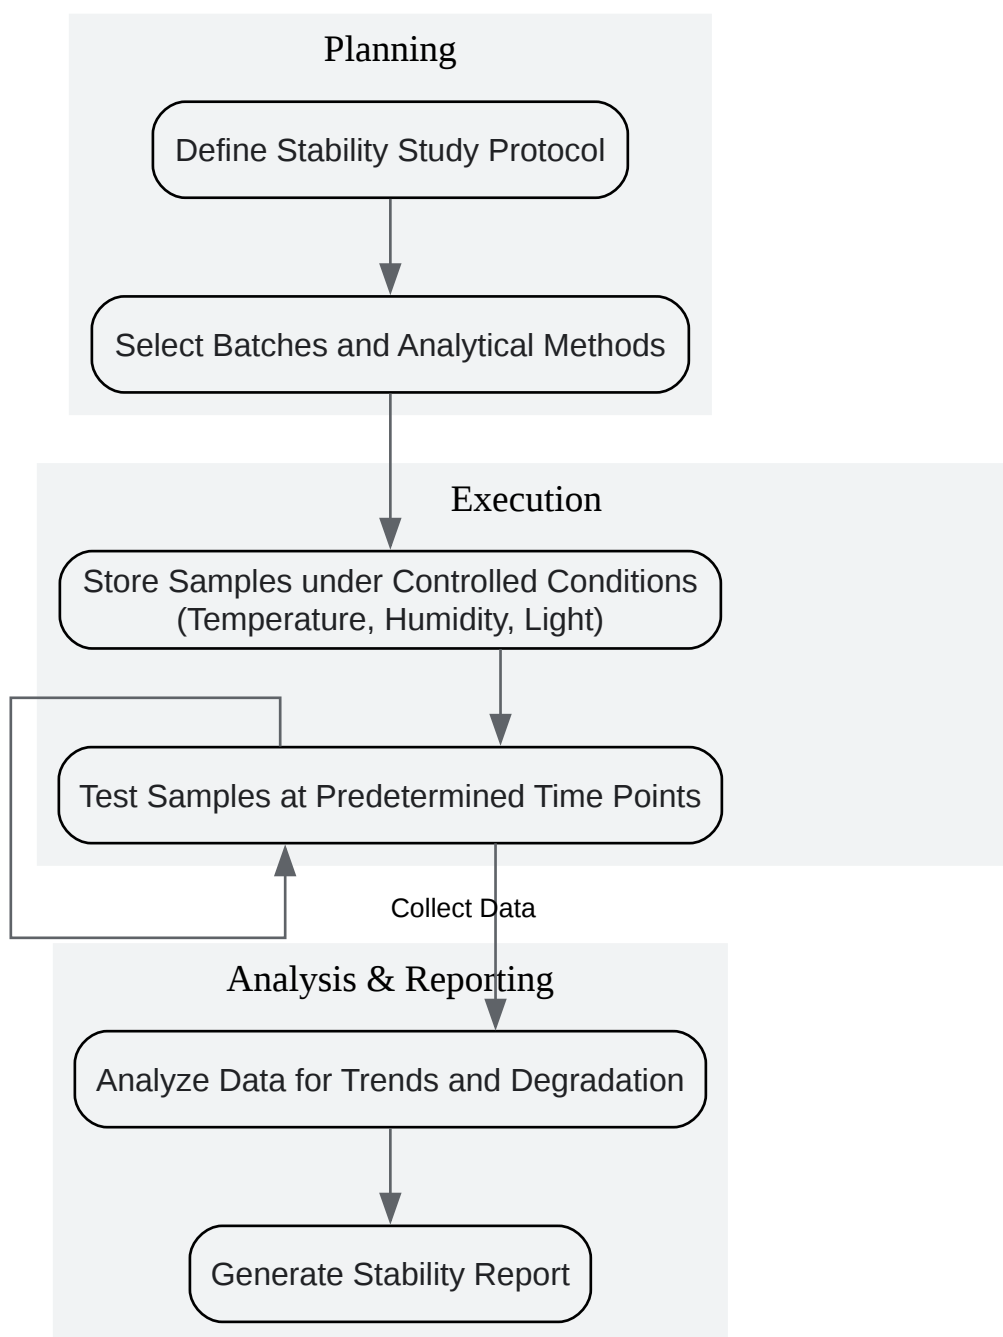 Planning
Define Stability Study Protocol
Select Batches and Analytical Methods
Execution
Store Samples under Controlled Conditions
(Temperature, Humidity, Light)
Test Samples at Predetermined Time Points
Collect Data
Analysis & Reporting
Analyze Data for Trends and Degradation
Generate Stability Report